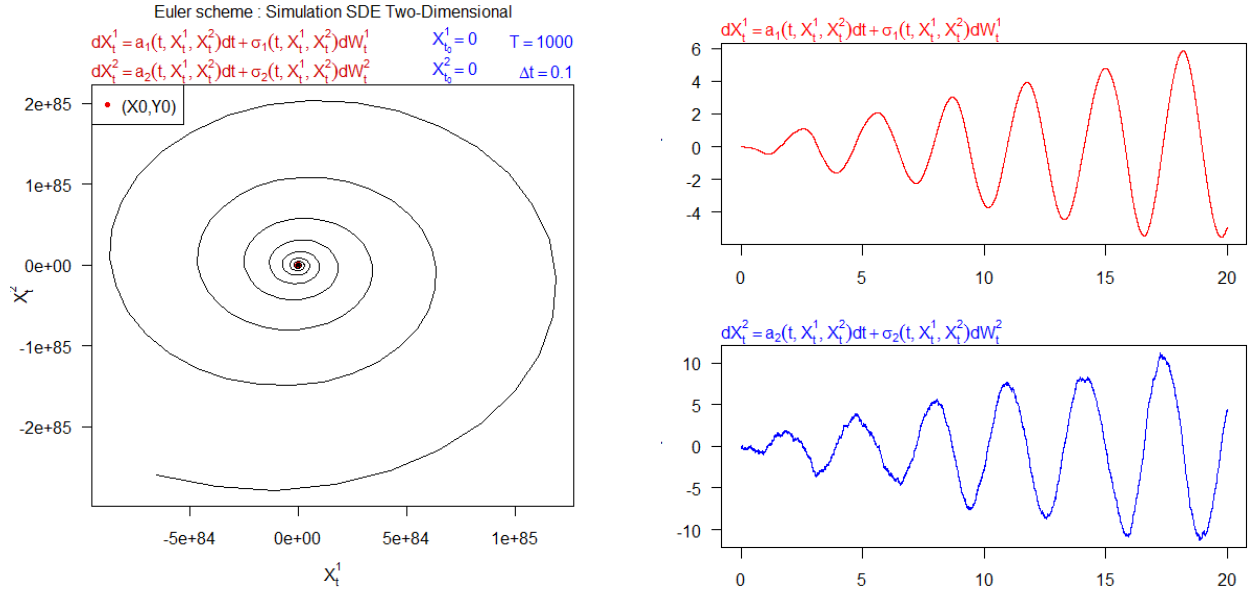 Euler scheme : Simulation SDE Two-Dimensional
dX_t^1 = a_1(t, X_t^1, X_t^2)dt + σ_1(t, X_t^1, X_t^2)dW_t^1 X_{t_0}^1 = 0 T = 1000
dX_t^2 = a_2(t, X_t^1, X_t^2)dt + σ_2(t, X_t^1, X_t^2)dW_t^2 X_{t_0}^2 = 0 Δt = 0.1
(X0,Y0)
2e+85
1e+85
0e+00
-1e+85
-2e+85
X_t^2
-5e+84 0e+00 5e+84 1e+85
X_t^1
dX_t^1 = a_1(t, X_t^1, X_t^2)dt + σ_1(t, X_t^1, X_t^2)dW_t^1
6
4
2
0
-2
-4
0 5 10 15 20
dX_t^2 = a_2(t, X_t^1, X_t^2)dt + σ_2(t, X_t^1, X_t^2)dW_t^2
10
5
0
-5
-10
0 5 10 15 20